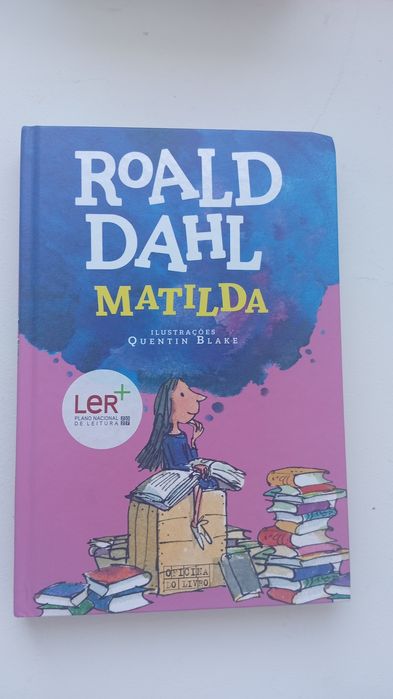 ROALD
DAHL
MATILDA
ILUSTRAÇÕES
QUENTIN BLAKE
LeR+
PLANO NACIONAL
DE LEITURA
OFICINA
DO LIVRO